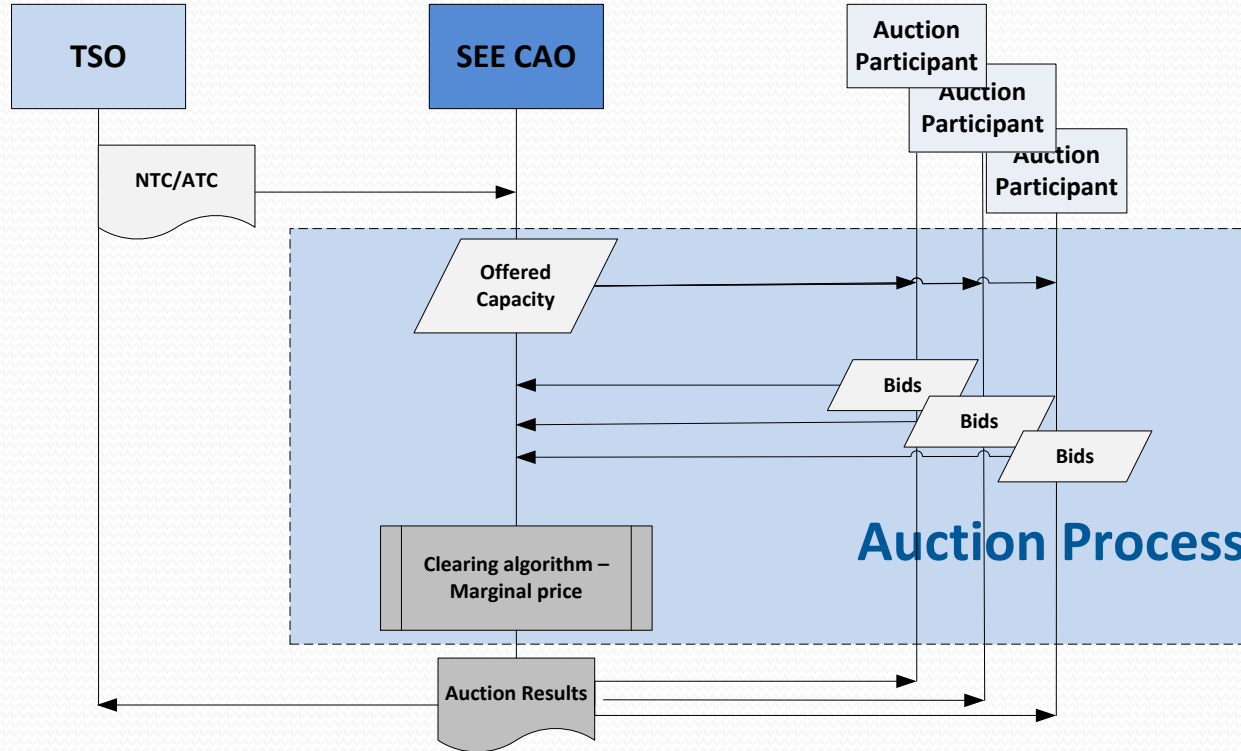 TSO
SEE CAO
Auction
Participant
Auction
Participant
Auction
Participant
NTC/ATC
Offered
Capacity
Bids
Bids
Bids
Auction Process
Clearing algorithm –
Marginal price
Auction Results